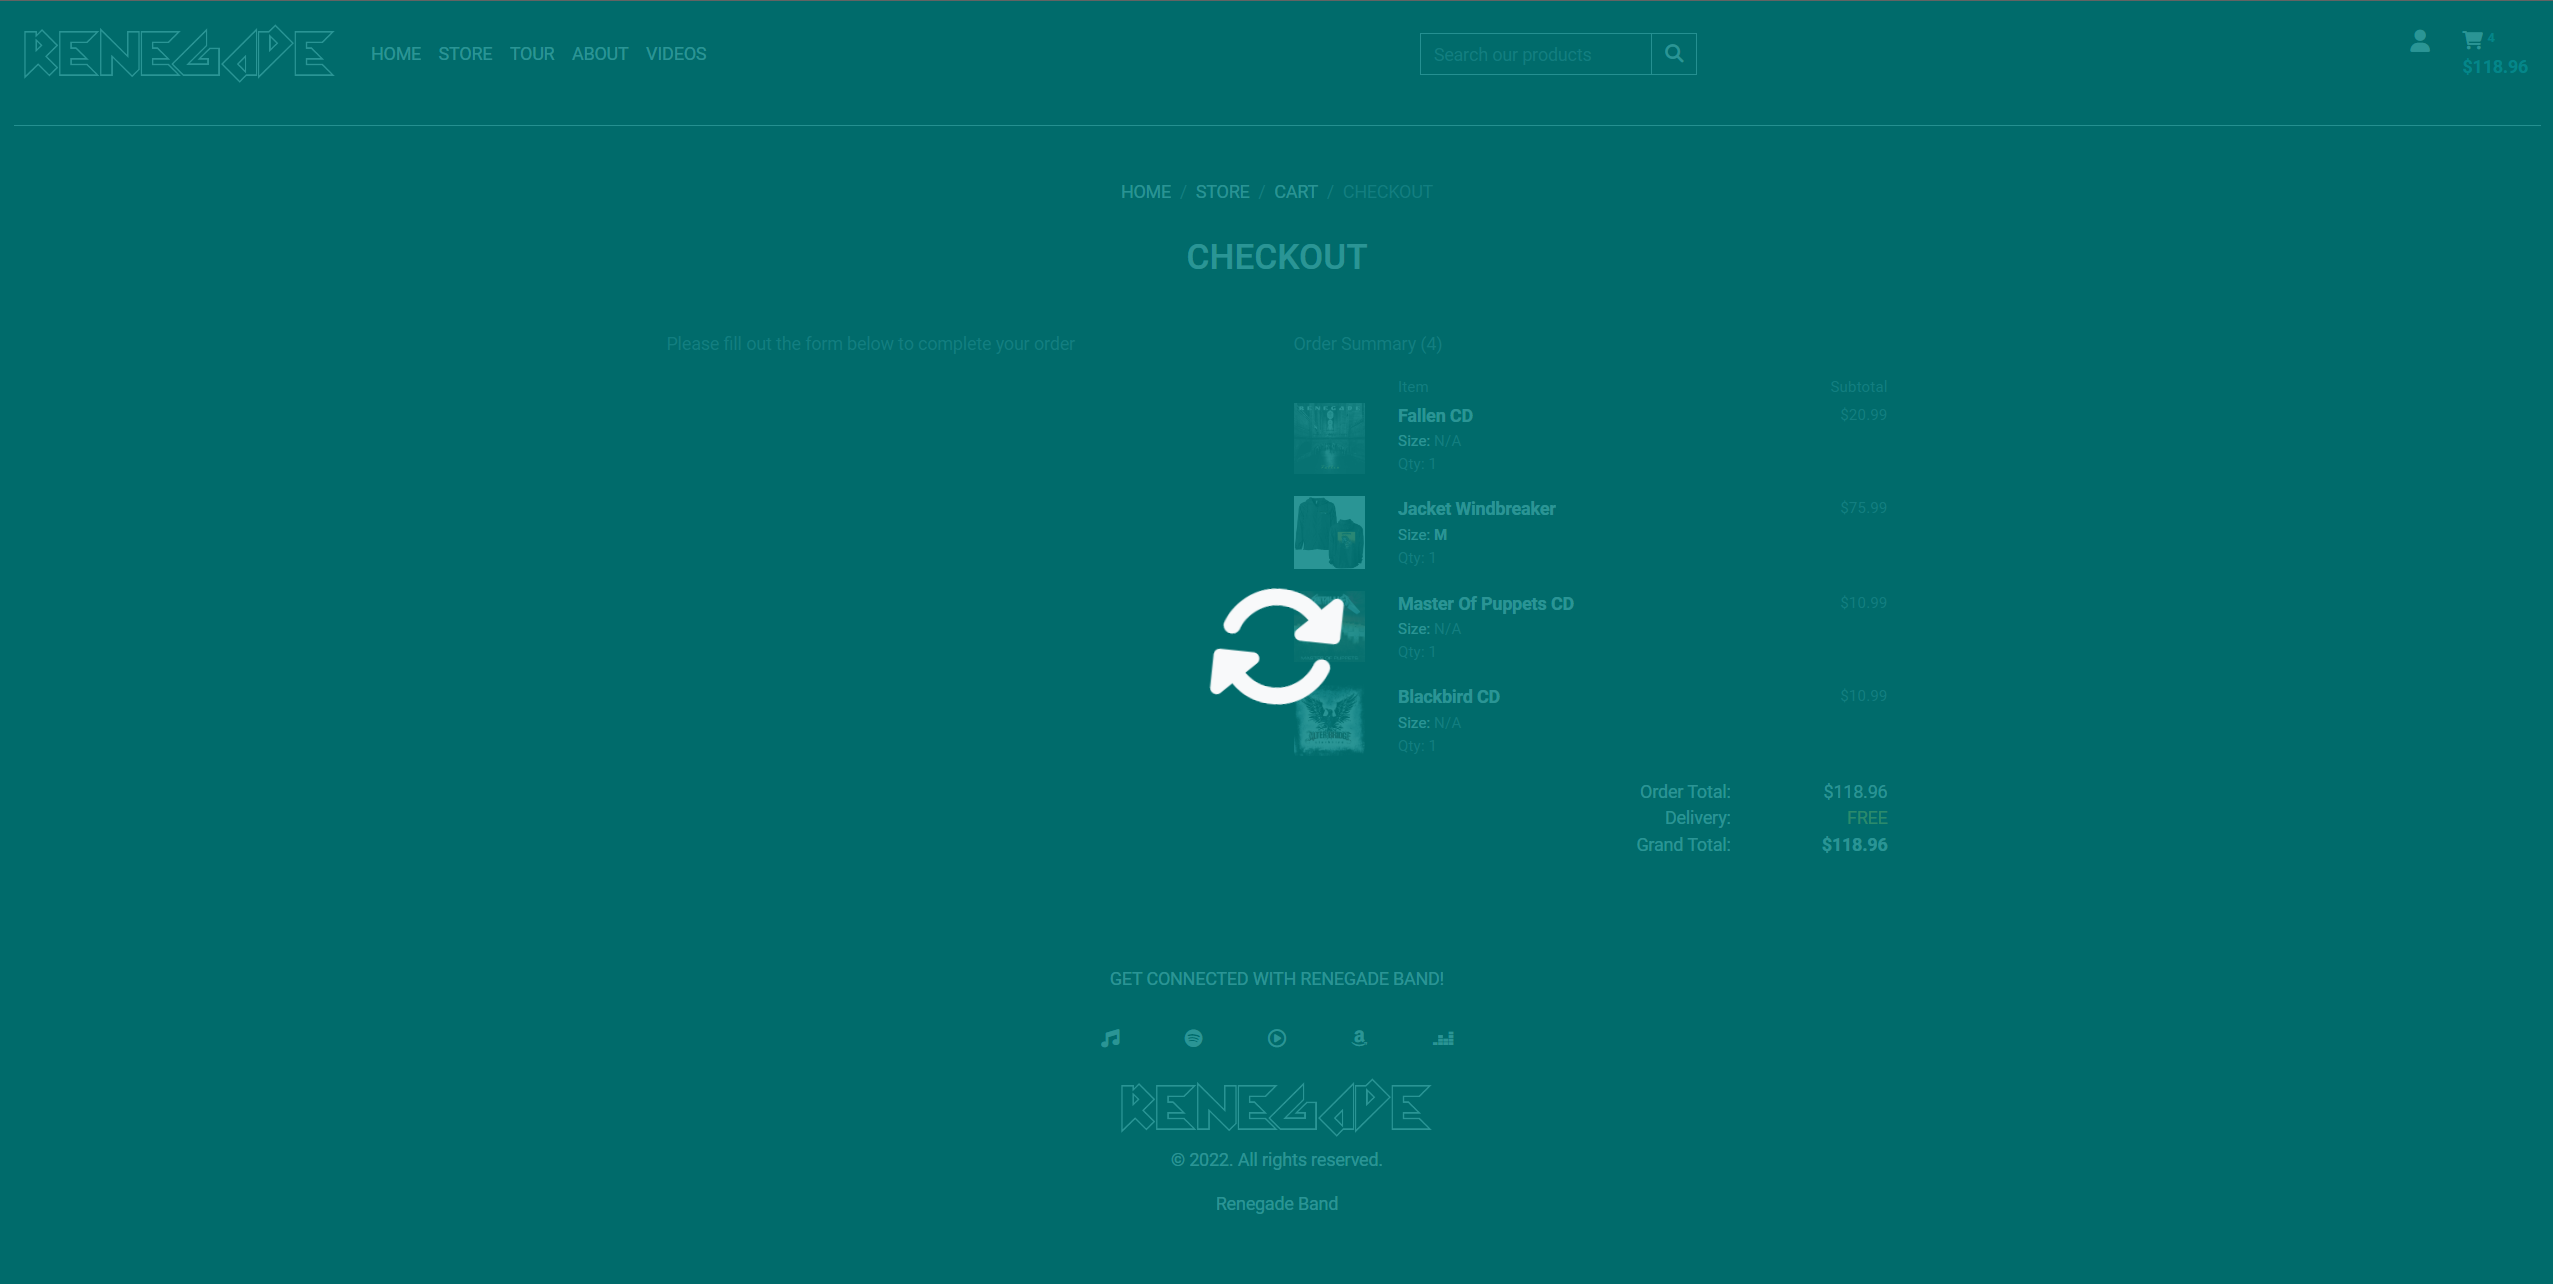 RENEGADE
HOME STORE TOUR ABOUT VIDEOS
Search our products
4
$118.96
HOME / STORE / CART / CHECKOUT
CHECKOUT
Please fill out the form below to complete your order
Order Summary (4)
Item Subtotal
Fallen CD $20.99
Size: N/A
Qty: 1
Jacket Windbreaker $75.99
Size: M
Qty: 1
Master Of Puppets CD $10.99
Size: N/A
Qty: 1
Blackbird CD $10.99
Size: N/A
Qty: 1
Order Total: $118.96
Delivery: FREE
Grand Total: $118.96
GET CONNECTED WITH RENEGADE BAND!
RENEGADE
© 2022. All rights reserved.
Renegade Band